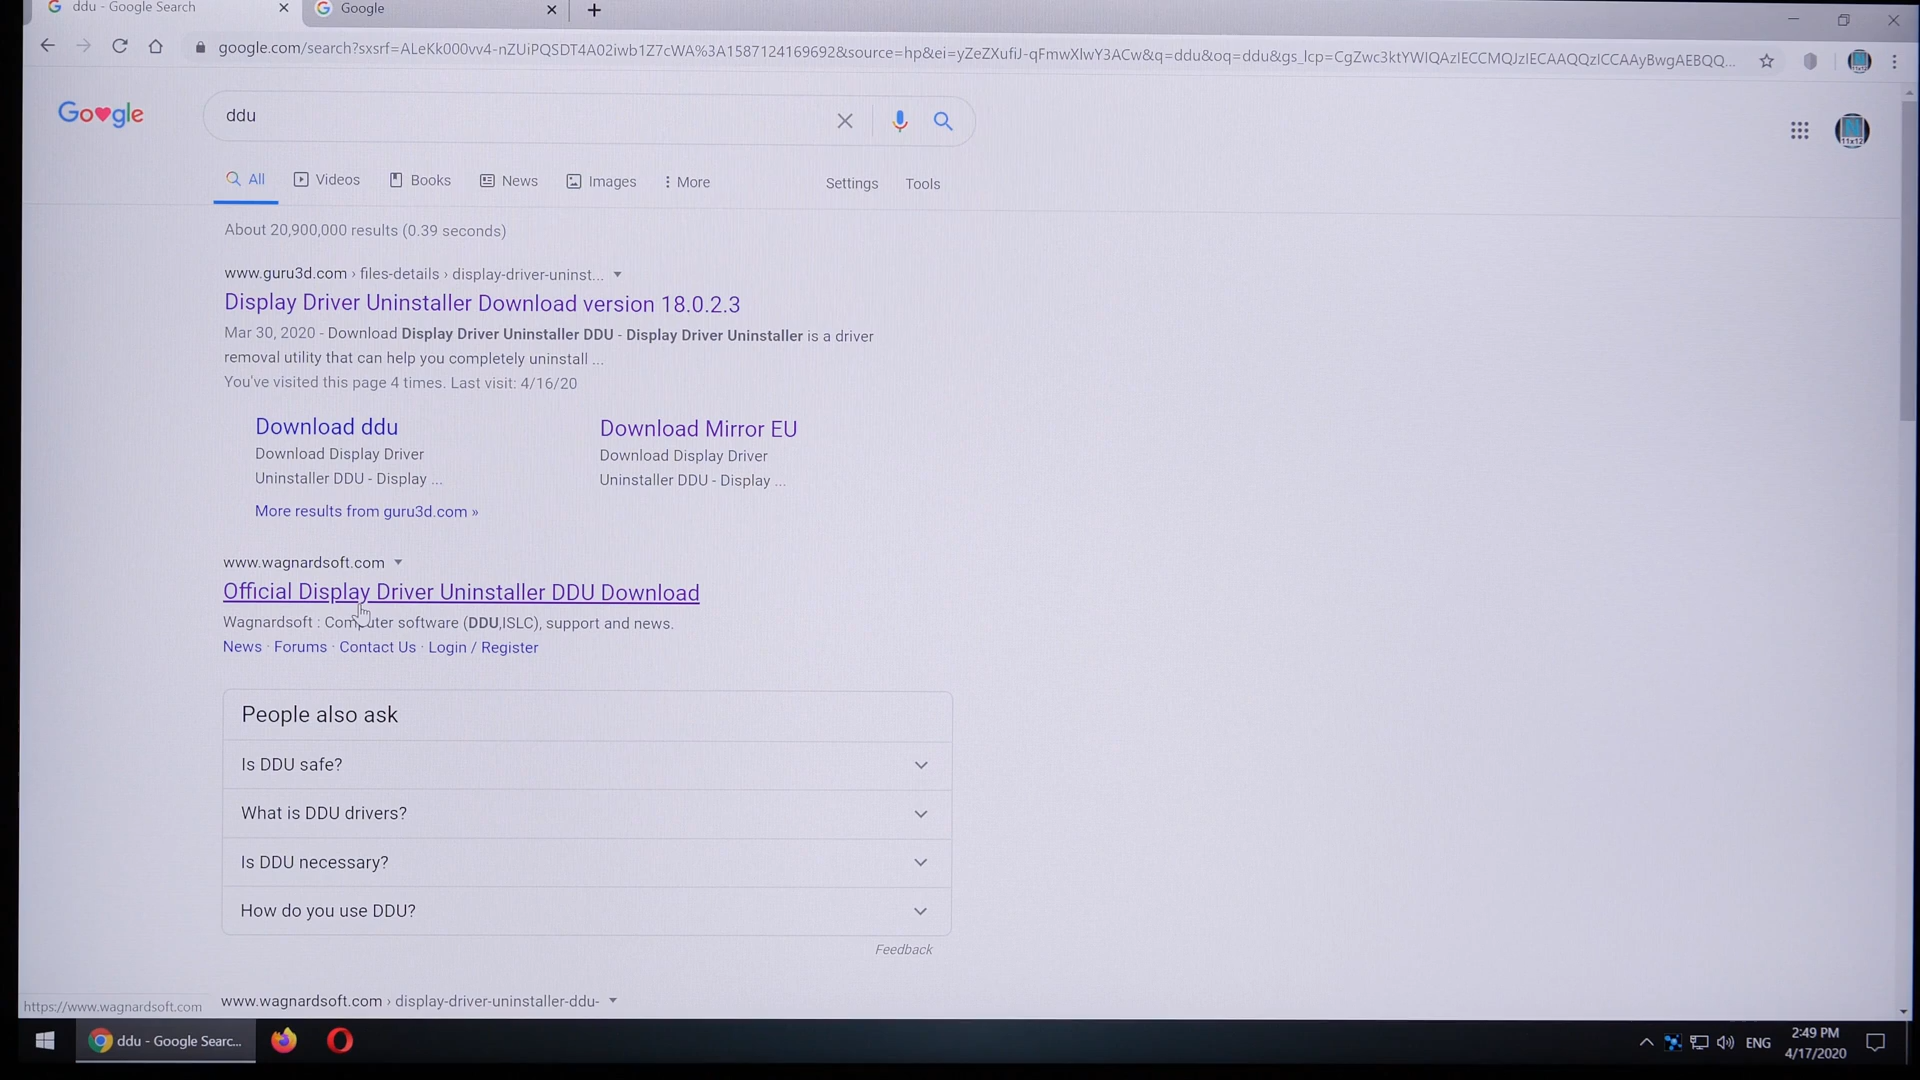 ddu - Google Search
Google
google.com/search?sxsrf=ALeKk000vv4-nZUiPQSDT4A02iwb1Z7cWA%3A1587124169692&source=hp&ei=yZeZXufiJ-qFmwXlwY3ACw&q=ddu&oq=ddu&gs_lcp=CgZwc3ktYWIQAzIECCMQJzIECAAQQzICCAAyBwgAEBQQ...
Google
ddu
11x12
All
Videos
Books
News
Images
More
Settings
Tools
About 20,900,000 results (0.39 seconds)
www.guru3d.com › files-details › display-driver-uninst...
Display Driver Uninstaller Download version 18.0.2.3
Mar 30, 2020 - Download Display Driver Uninstaller DDU - Display Driver Uninstaller is a driver
removal utility that can help you completely uninstall ...
You've visited this page 4 times. Last visit: 4/16/20
Download ddu
Download Mirror EU
Download Display Driver
Uninstaller DDU - Display ...
Download Display Driver
Uninstaller DDU - Display ...
More results from guru3d.com »
www.wagnardsoft.com
Official Display Driver Uninstaller DDU Download
Wagnardsoft : Computer software (DDU,ISLC), support and news.
News · Forums · Contact Us · Login / Register
People also ask
Is DDU safe?
What is DDU drivers?
Is DDU necessary?
How do you use DDU?
Feedback
https://www.wagnardsoft.com
www.wagnardsoft.com › display-driver-uninstaller-ddu-
ddu - Google Searc...
ENG
2:49 PM
4/17/2020